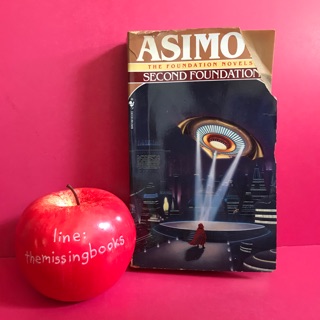 ASIMO
THE FOUNDATION NOVELS
SECOND FOUNDATION
line:
themissingbooks